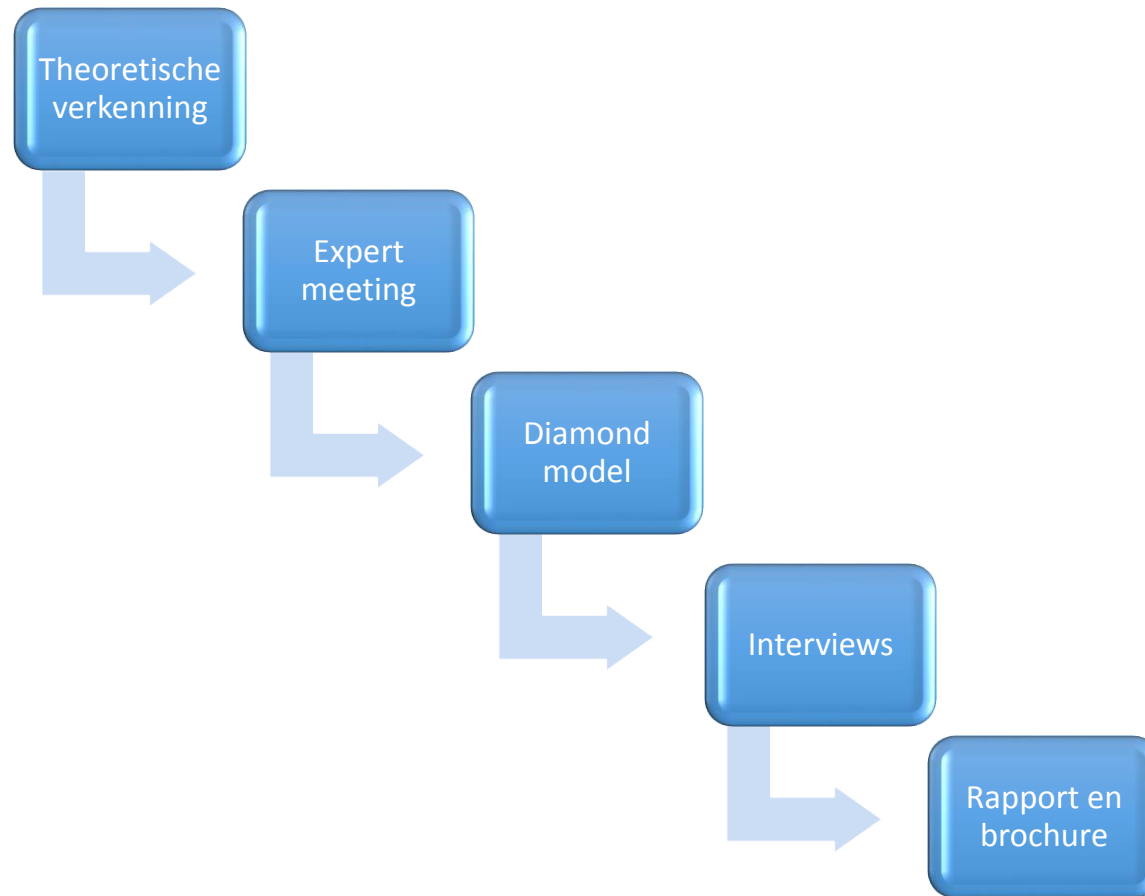 Theoretische
verkenning
Expert
meeting
Diamond
model
Interviews
Rapport en
brochure